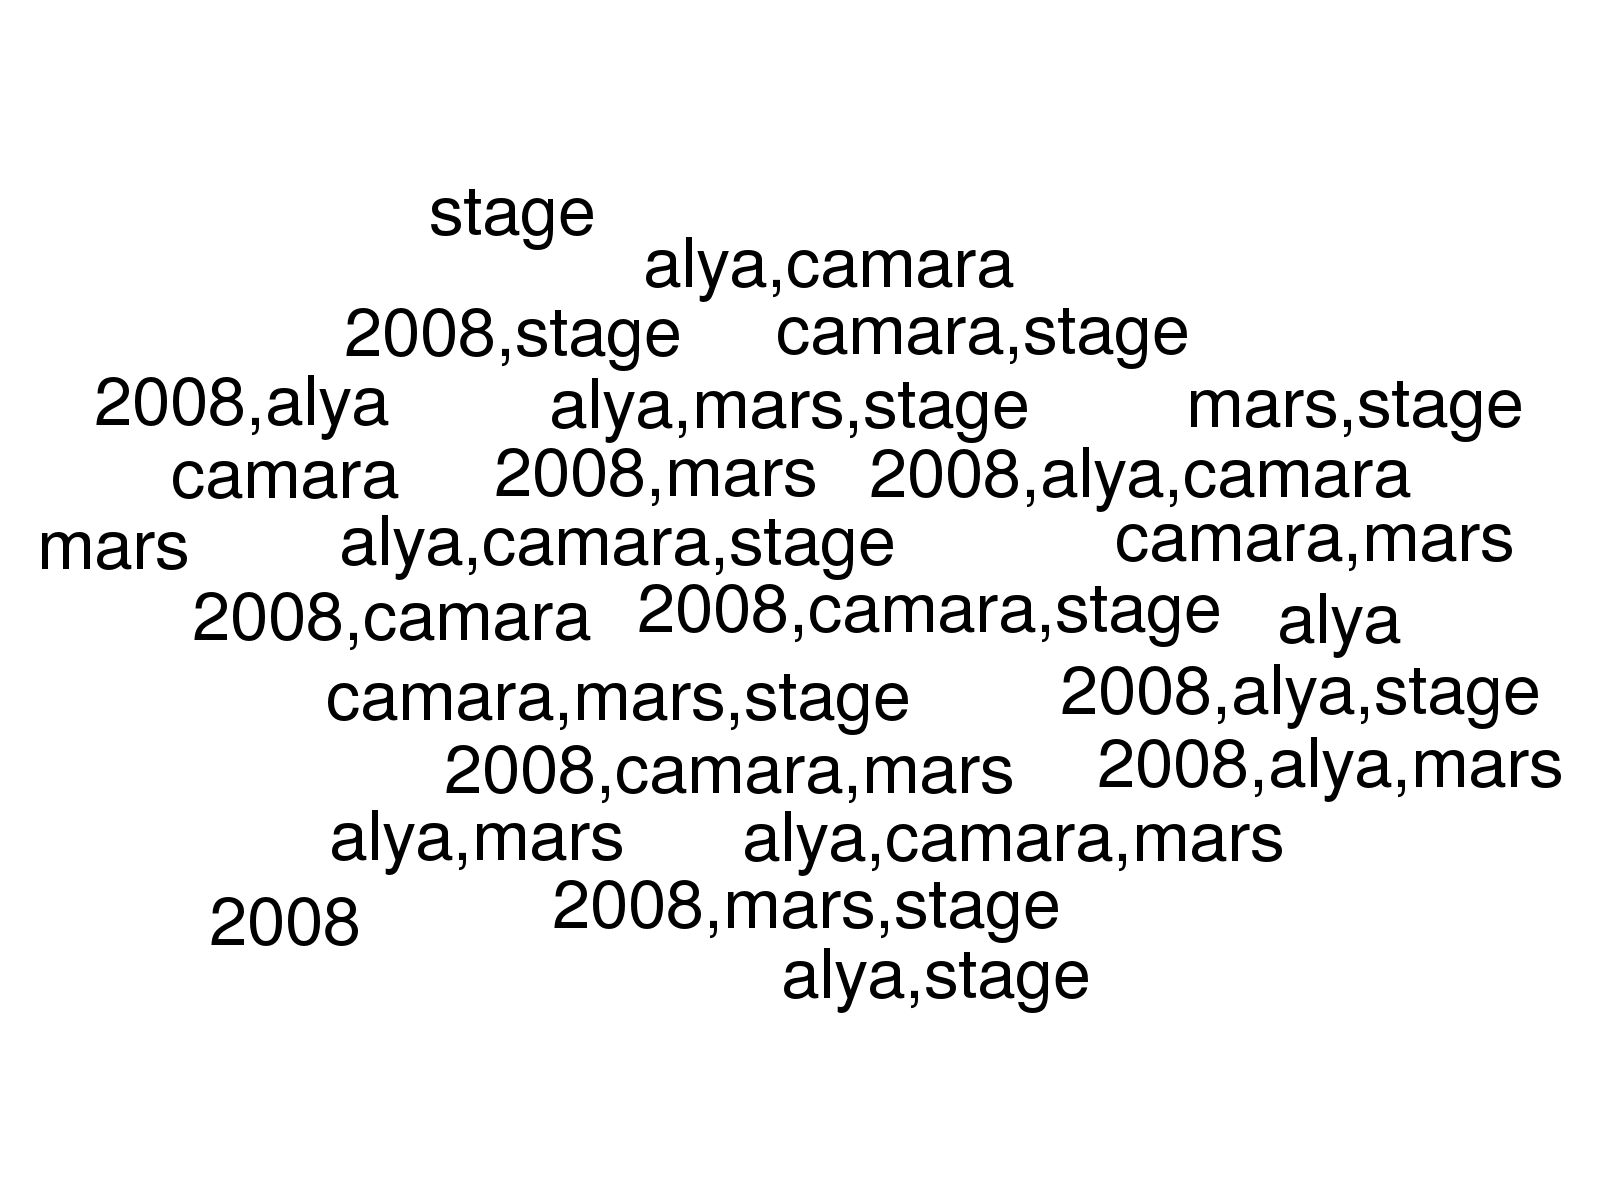 stage
alya,camara
2008,stage
camara,stage
2008,alya
alya,mars,stage
mars,stage
camara
2008,mars
2008,alya,camara
mars
alya,camara,stage
camara,mars
2008,camara
2008,camara,stage
alya
camara,mars,stage
2008,alya,stage
2008,camara,mars
2008,alya,mars
alya,mars
alya,camara,mars
2008
2008,mars,stage
alya,stage